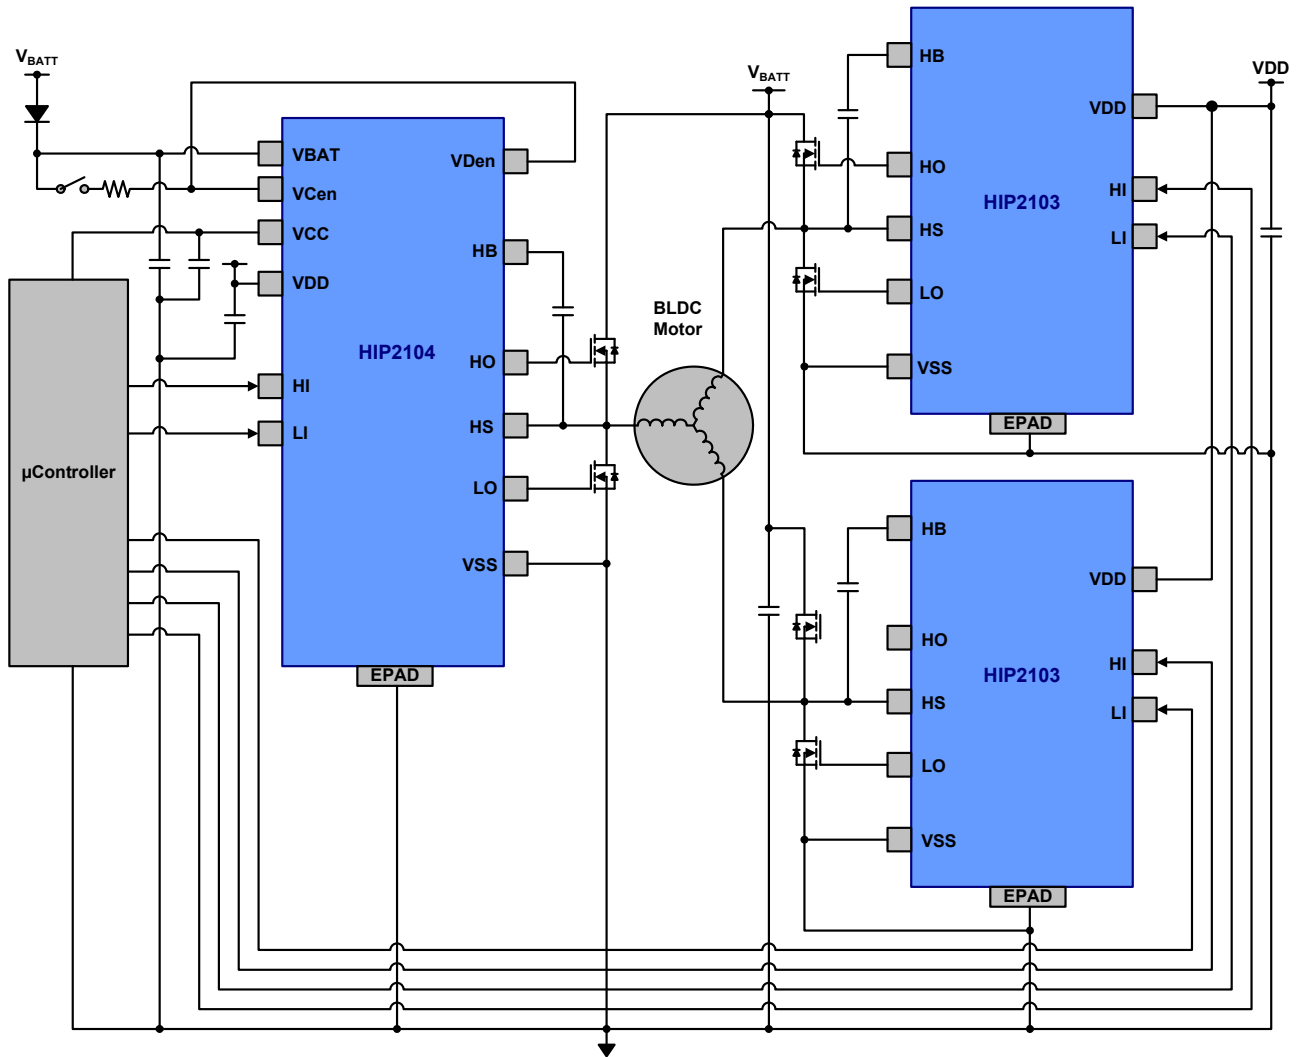 V_BATT
VBAT
VCen
VCC
VDD
HI
LI
VDen
HB
HO
HS
LO
VSS
HIP2104
EPAD
µController
BLDC
Motor
V_BATT
HB
HO
HS
LO
VSS
HIP2103
VDD
HI
LI
EPAD
VDD
HB
HO
HS
LO
VSS
HIP2103
VDD
HI
LI
EPAD